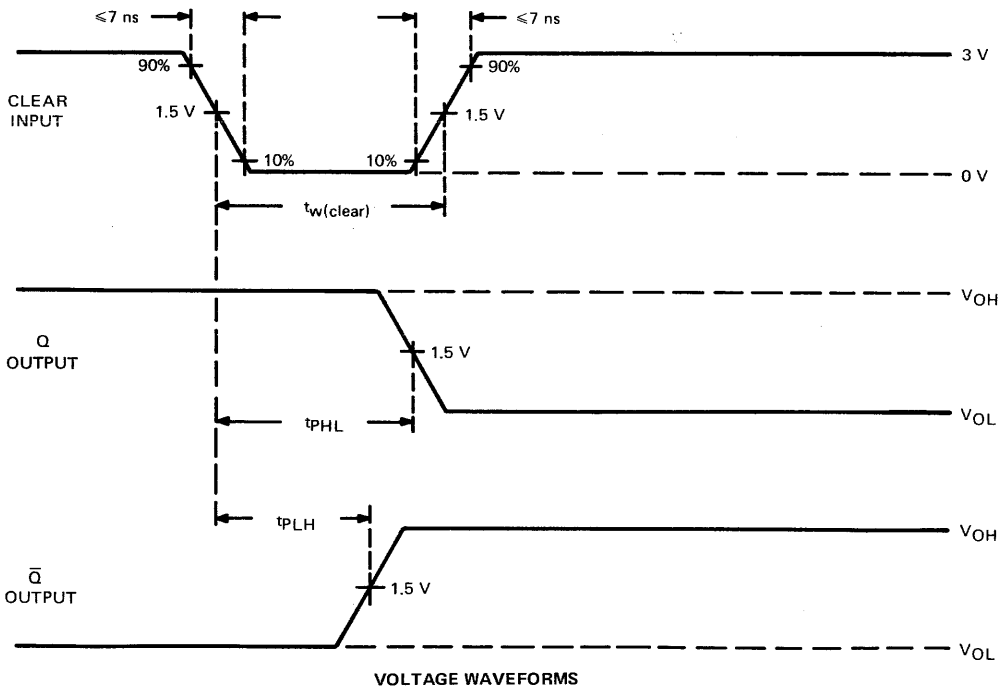 ≤7 ns
≤7 ns
3 V
90%
90%
CLEAR
INPUT
1.5 V
1.5 V
10%
10%
0 V
tw(clear)
VOH
Q
OUTPUT
1.5 V
tPHL
VOL
tPLH
VOH
Q̅
OUTPUT
1.5 V
VOL
VOLTAGE WAVEFORMS